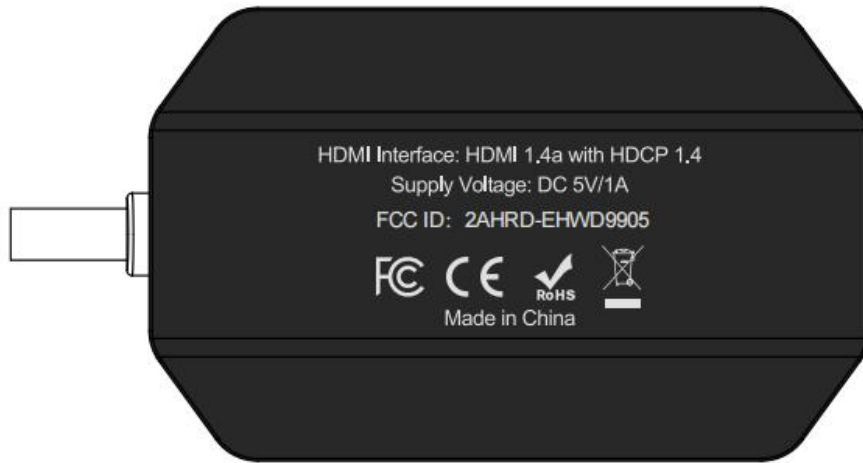 HDMI Interface: HDMI 1.4a with HDCP 1.4
Supply Voltage: DC 5V/1A
FCC ID: 2AHRD-EHWD9905
FC CE RoHS
Made in China